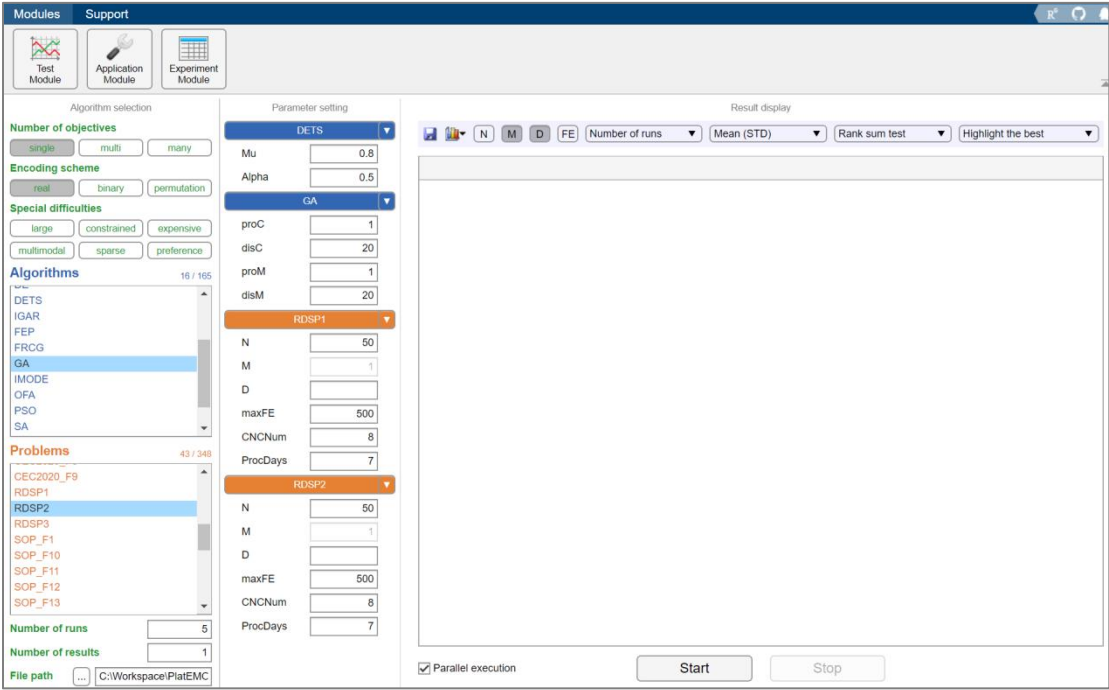 Modules Support
R⁶
Test Module
Application Module
Experiment Module
Algorithm selection
Number of objectives
single multi many
Encoding scheme
real binary permutation
Special difficulties
large constrained expensive
multimodal sparse preference
Algorithms 16 / 165
DETS
IGAR
FEP
FRCG
GA
IMODE
OFA
PSO
SA
Problems 43 / 348
CEC2020_F9
RDSP1
RDSP2
RDSP3
SOP_F1
SOP_F10
SOP_F11
SOP_F12
SOP_F13
Number of runs 5
Number of results 1
File path ... C:\Workspace\PlatEMC
Parameter setting
DETS
Mu 0.8
Alpha 0.5
GA
proC 1
disC 20
proM 1
disM 20
RDSP1
N 50
M 1
D
maxFE 500
CNCNum 8
ProcDays 7
RDSP2
N 50
M 1
D
maxFE 500
CNCNum 8
ProcDays 7
Result display
N M D FE Number of runs Mean (STD) Rank sum test Highlight the best
Parallel execution Start Stop